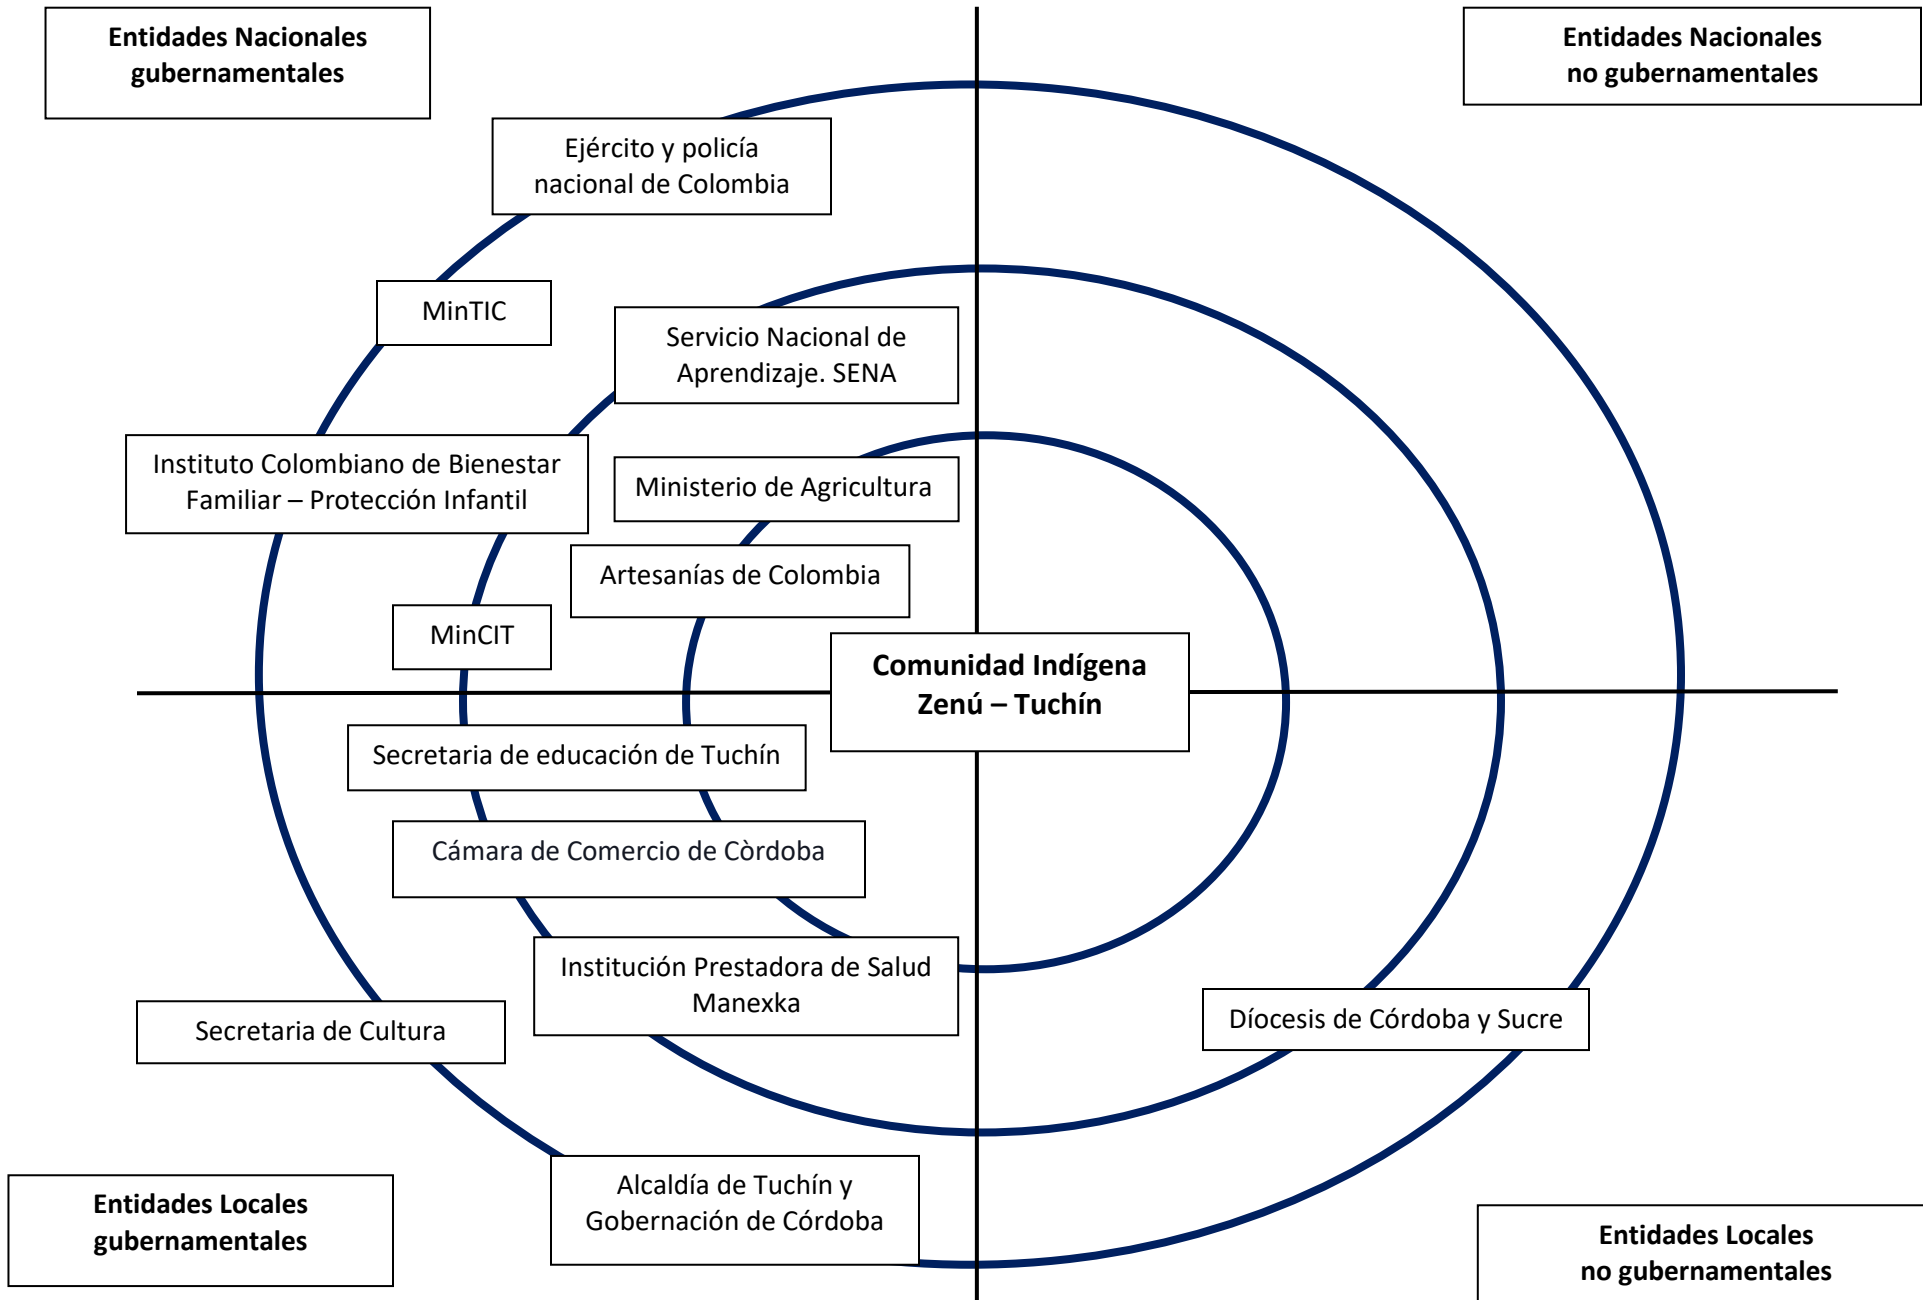 Entidades Nacionales
gubernamentales
Entidades Nacionales
no gubernamentales
Ejército y policía
nacional de Colombia
MinTIC
Servicio Nacional de
Aprendizaje. SENA
Instituto Colombiano de Bienestar
Familiar – Protección Infantil
Ministerio de Agricultura
Artesanías de Colombia
MinCIT
Comunidad Indígena
Zenú – Tuchín
Secretaria de educación de Tuchín
Cámara de Comercio de Còrdoba
Institución Prestadora de Salud
Manexka
Secretaria de Cultura
Díocesis de Córdoba y Sucre
Alcaldía de Tuchín y
Gobernación de Córdoba
Entidades Locales
gubernamentales
Entidades Locales
no gubernamentales